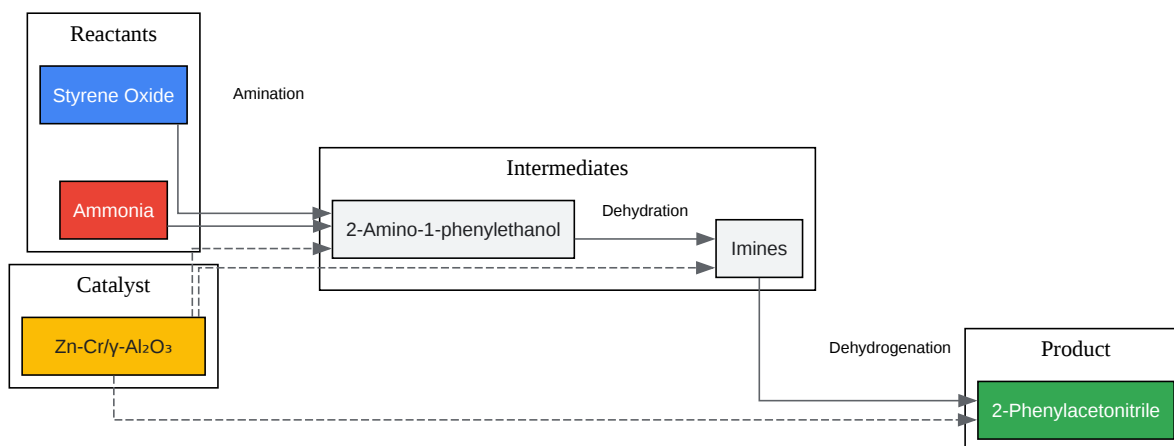 Reactants
Styrene Oxide
Amination
Ammonia
Intermediates
2-Amino-1-phenylethanol
Dehydration
Imines
Catalyst
Zn-Cr/γ-Al₂O₃
Dehydrogenation
Product
2-Phenylacetonitrile